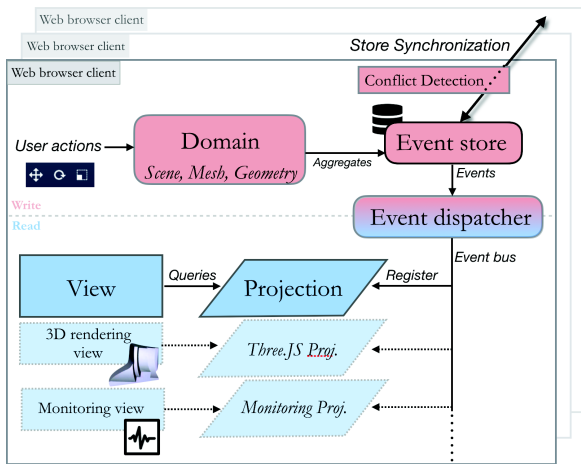 Web browser client
Web browser client
Web browser client
Store Synchronization
Conflict Detection
User actions
Domain
Scene, Mesh, Geometry
Aggregates
Event store
Events
Write
Read
Event dispatcher
Event bus
View
Queries
Projection
Register
3D rendering
view
Three.JS Proj.
Monitoring view
Monitoring Proj.